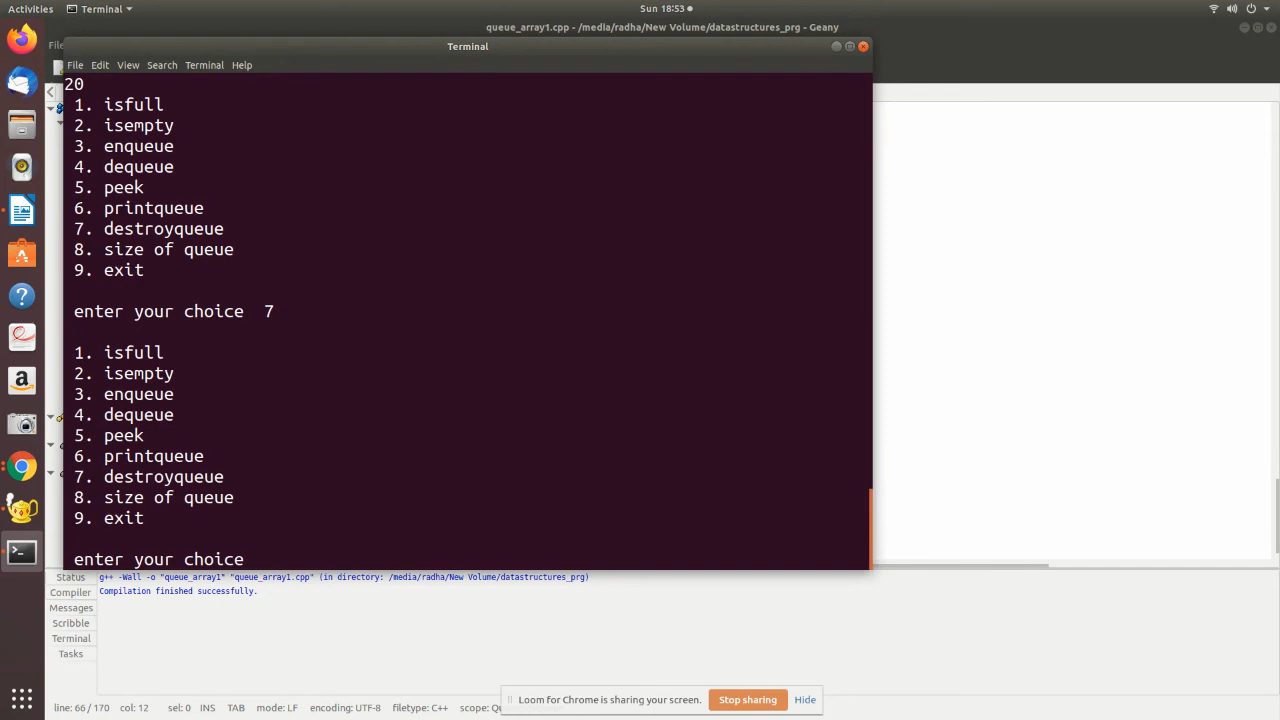 Activities Terminal Sun 18:53
queue_array1.cpp - /media/radha/New Volume/datastructures_prg - Geany
Terminal
File Edit View Search Terminal Help
20
1. isfull
2. isempty
3. enqueue
4. dequeue
5. peek
6. printqueue
7. destroyqueue
8. size of queue
9. exit
enter your choice 7
1. isfull
2. isempty
3. enqueue
4. dequeue
5. peek
6. printqueue
7. destroyqueue
8. size of queue
9. exit
enter your choice
Status
Compiler
Messages
Scribble
Terminal
Tasks
g++ -Wall -o "queue_array1" "queue_array1.cpp" (in directory: /media/radha/New Volume/datastructures_prg)
Compilation finished successfully.
Loom for Chrome is sharing your screen. Stop sharing Hide
line: 66 / 170 col: 12 sel: 0 INS TAB mode: LF encoding: UTF-8 filetype: C++ scope: